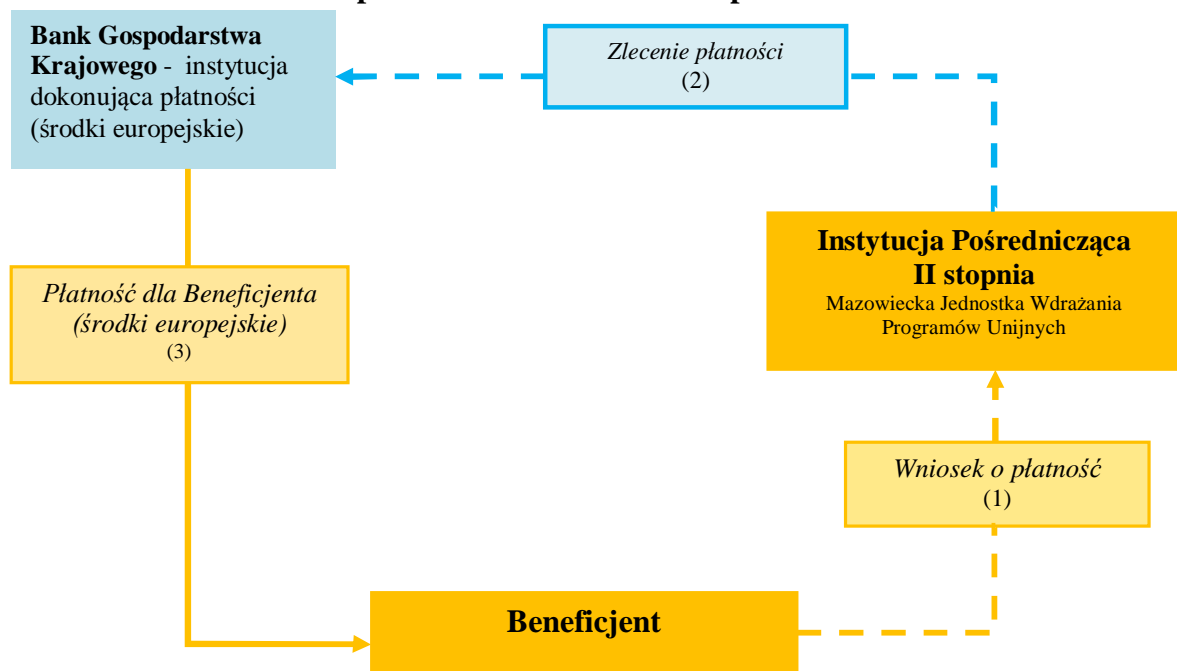 Bank Gospodarstwa
Krajowego - instytucja
dokonująca płatności
(środki europejskie)
Zlecenie płatności
(2)
Instytucja Pośrednicząca
II stopnia
Mazowiecka Jednostka Wdrażania
Programów Unijnych
Płatność dla Beneficjenta
(środki europejskie)
(3)
Wniosek o płatność
(1)
Beneficjent